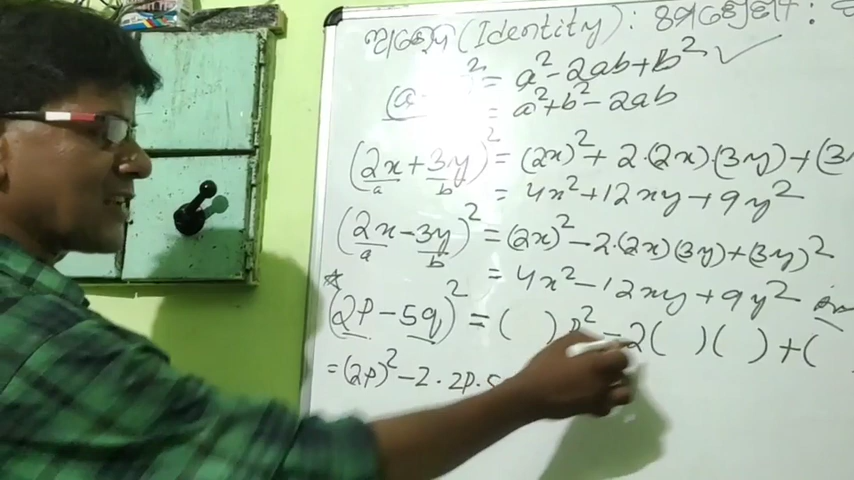 (Identity) :
= a² - 2ab + b² ✓
= a² + b² - 2ab
(2x + 3y)² = (2x)² + 2·(2x)·(3y) + (3
a b
= 4x² + 12xy + 9y²
(2x - 3y)² = (2x)² - 2·(2x)(3y) + (3y)²
a b
= 4x² - 12xy + 9y²
(2p - 5q)² = ( ) p² - 2( )( ) + (
= (2p)² - 2·2p·5